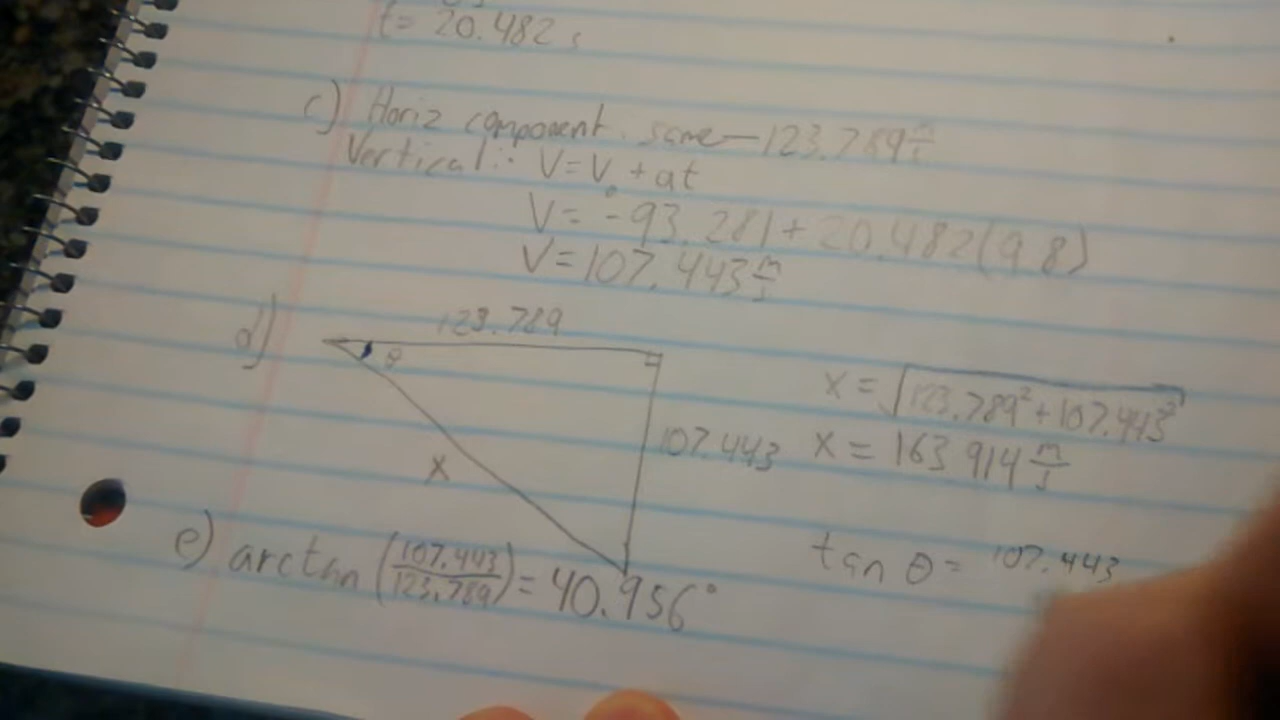 t = 20.482 s
c) Horiz component same — 123.789 m/s
Vertical: V = V₀ + at
V = -93.281 + 20.482(9.8)
V = 107.443 m/s
d) 123.789
θ
x = √123.789² + 107.443²
107.443
x = 163.914 m/s
x
e) arctan (107.443/123.789) = 40.956°
tan θ = 107.443